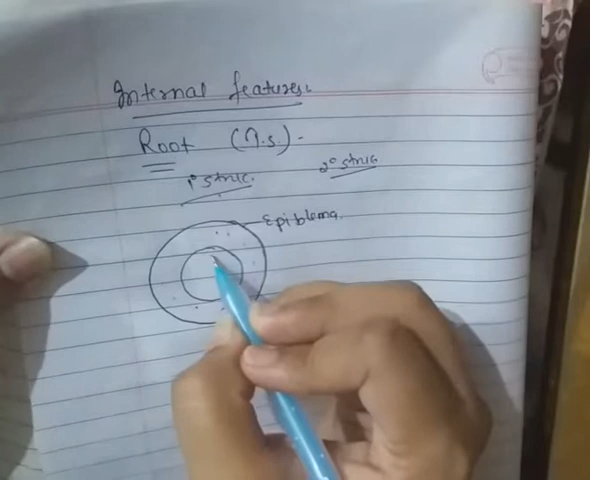 Internal features:
Root (T.S).
1° struc. 2° struc
Epiblema.